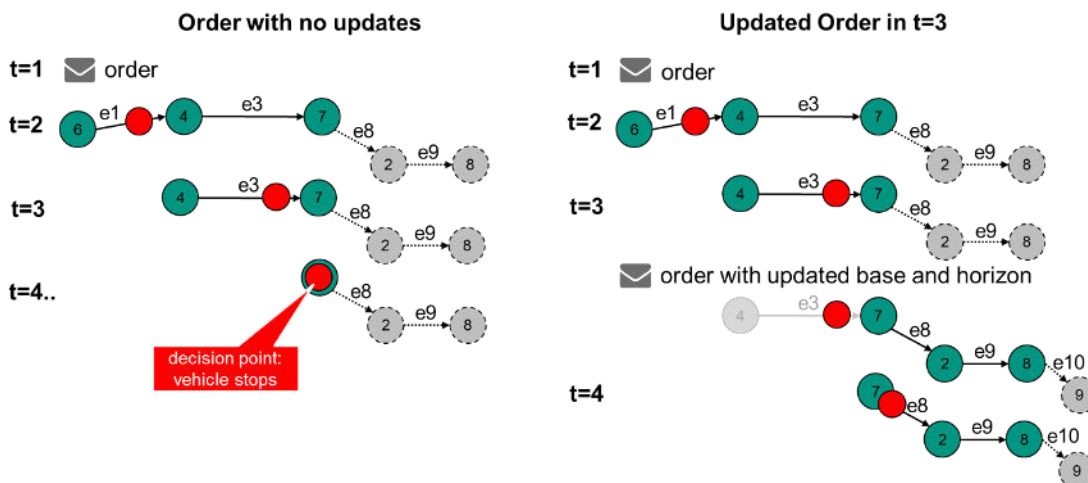 Order with no updates
t=1
order
t=2
6
e1
4
e3
7
e8
2
e9
8
t=3
4
e3
7
e8
2
e9
8
t=4..
e8
2
e9
8
decision point:
vehicle stops
Updated Order in t=3
t=1
order
t=2
6
e1
4
e3
7
e8
2
e9
8
t=3
4
e3
7
e8
2
e9
8
order with updated base and horizon
4
e3
7
e8
2
e9
8
e10
9
t=4
7
e8
2
e9
8
e10
9